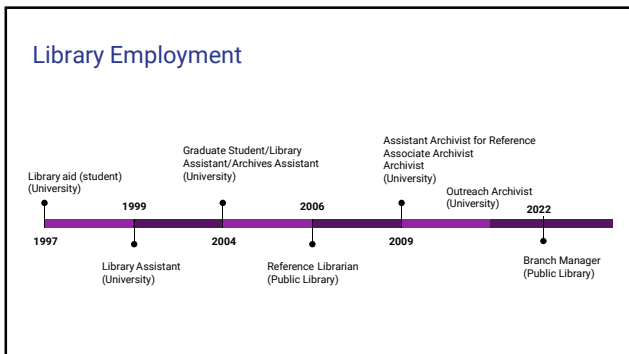 Library Employment
Library aid (student)
(University)
1997
1999
Library Assistant
(University)
Graduate Student/Library
Assistant/Archives Assistant
(University)
2004
2006
Reference Librarian
(Public Library)
Assistant Archivist for Reference
Associate Archivist
Archivist
(University)
2009
Outreach Archivist
(University)
2022
Branch Manager
(Public Library)